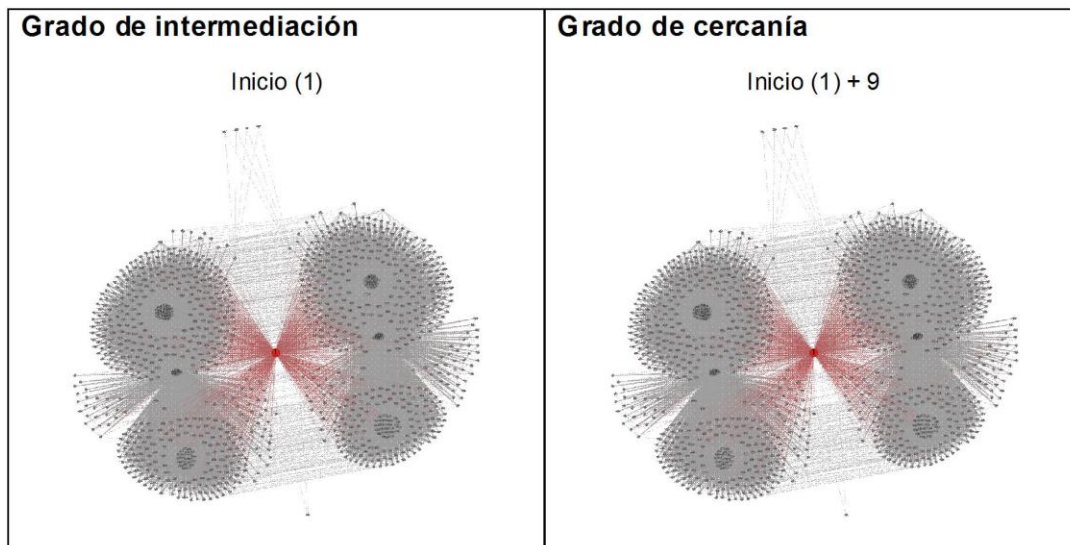 Grado de intermediación
Inicio (1)
Grado de cercanía
Inicio (1) + 9